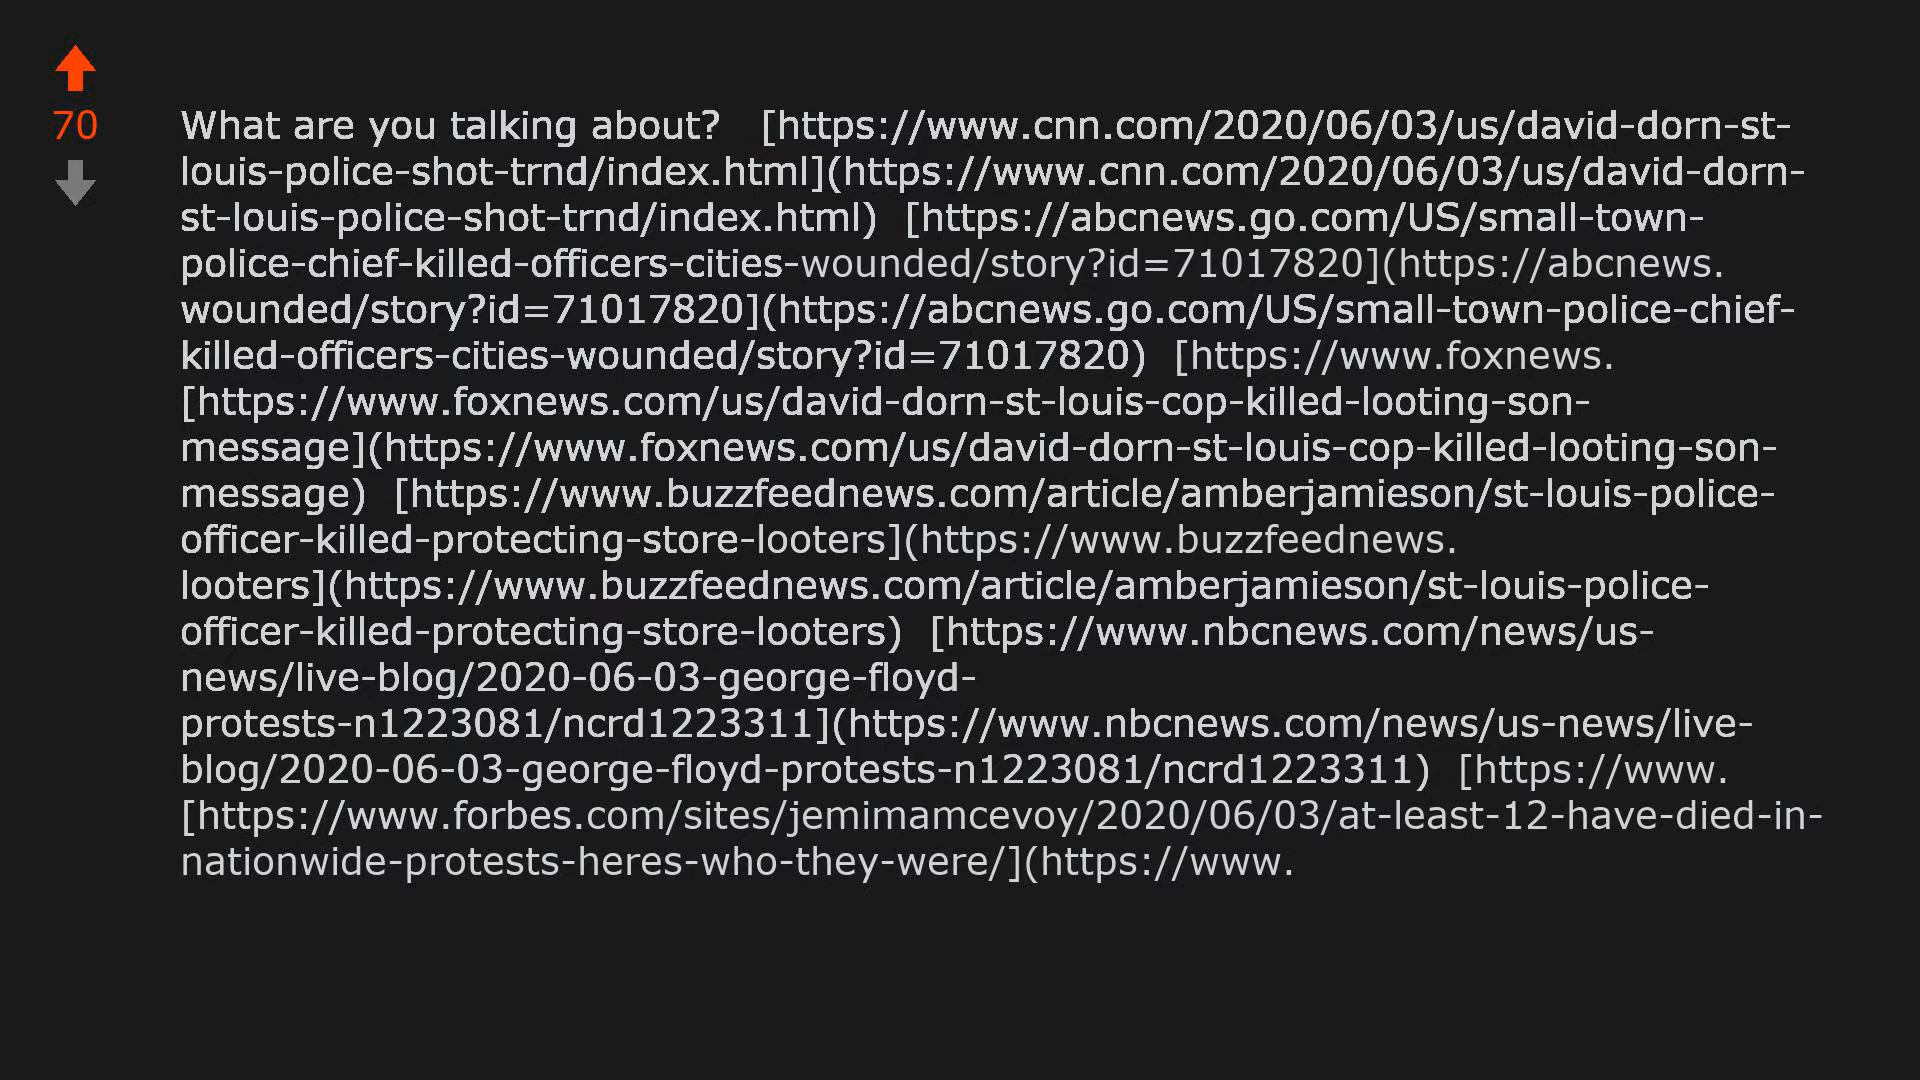 70
What are you talking about?   [https://www.cnn.com/2020/06/03/us/david-dorn-st-
louis-police-shot-trnd/index.html](https://www.cnn.com/2020/06/03/us/david-dorn-
st-louis-police-shot-trnd/index.html)  [https://abcnews.go.com/US/small-town-
police-chief-killed-officers-cities-wounded/story?id=71017820](https://abcnews.
wounded/story?id=71017820](https://abcnews.go.com/US/small-town-police-chief-
killed-officers-cities-wounded/story?id=71017820)  [https://www.foxnews.
[https://www.foxnews.com/us/david-dorn-st-louis-cop-killed-looting-son-
message](https://www.foxnews.com/us/david-dorn-st-louis-cop-killed-looting-son-
message)  [https://www.buzzfeednews.com/article/amberjamieson/st-louis-police-
officer-killed-protecting-store-looters](https://www.buzzfeednews.
looters](https://www.buzzfeednews.com/article/amberjamieson/st-louis-police-
officer-killed-protecting-store-looters)  [https://www.nbcnews.com/news/us-
news/live-blog/2020-06-03-george-floyd-
protests-n1223081/ncrd1223311](https://www.nbcnews.com/news/us-news/live-
blog/2020-06-03-george-floyd-protests-n1223081/ncrd1223311)  [https://www.
[https://www.forbes.com/sites/jemimamcevoy/2020/06/03/at-least-12-have-died-in-
nationwide-protests-heres-who-they-were/](https://www.